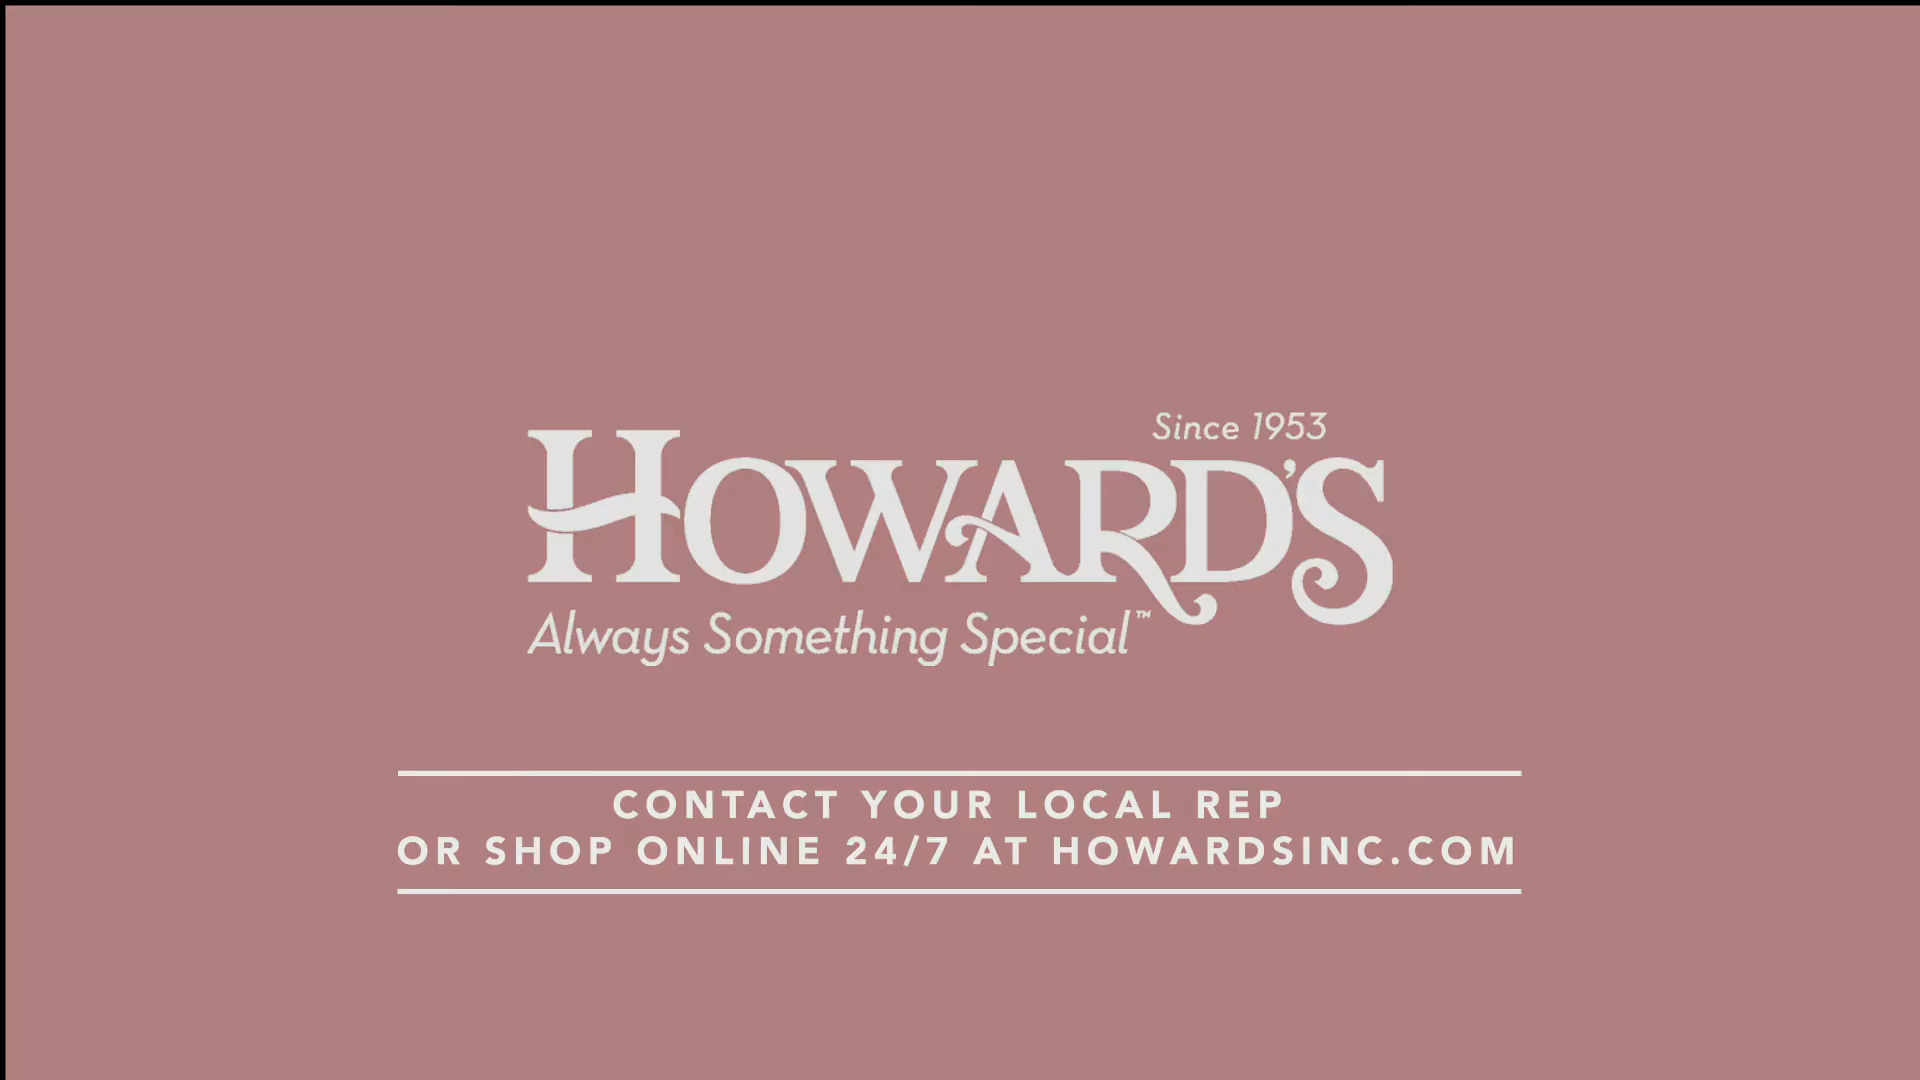 Since 1953
HOWARD'S
Always Something Special™
CONTACT YOUR LOCAL REP
OR SHOP ONLINE 24/7 AT HOWARDSINC.COM